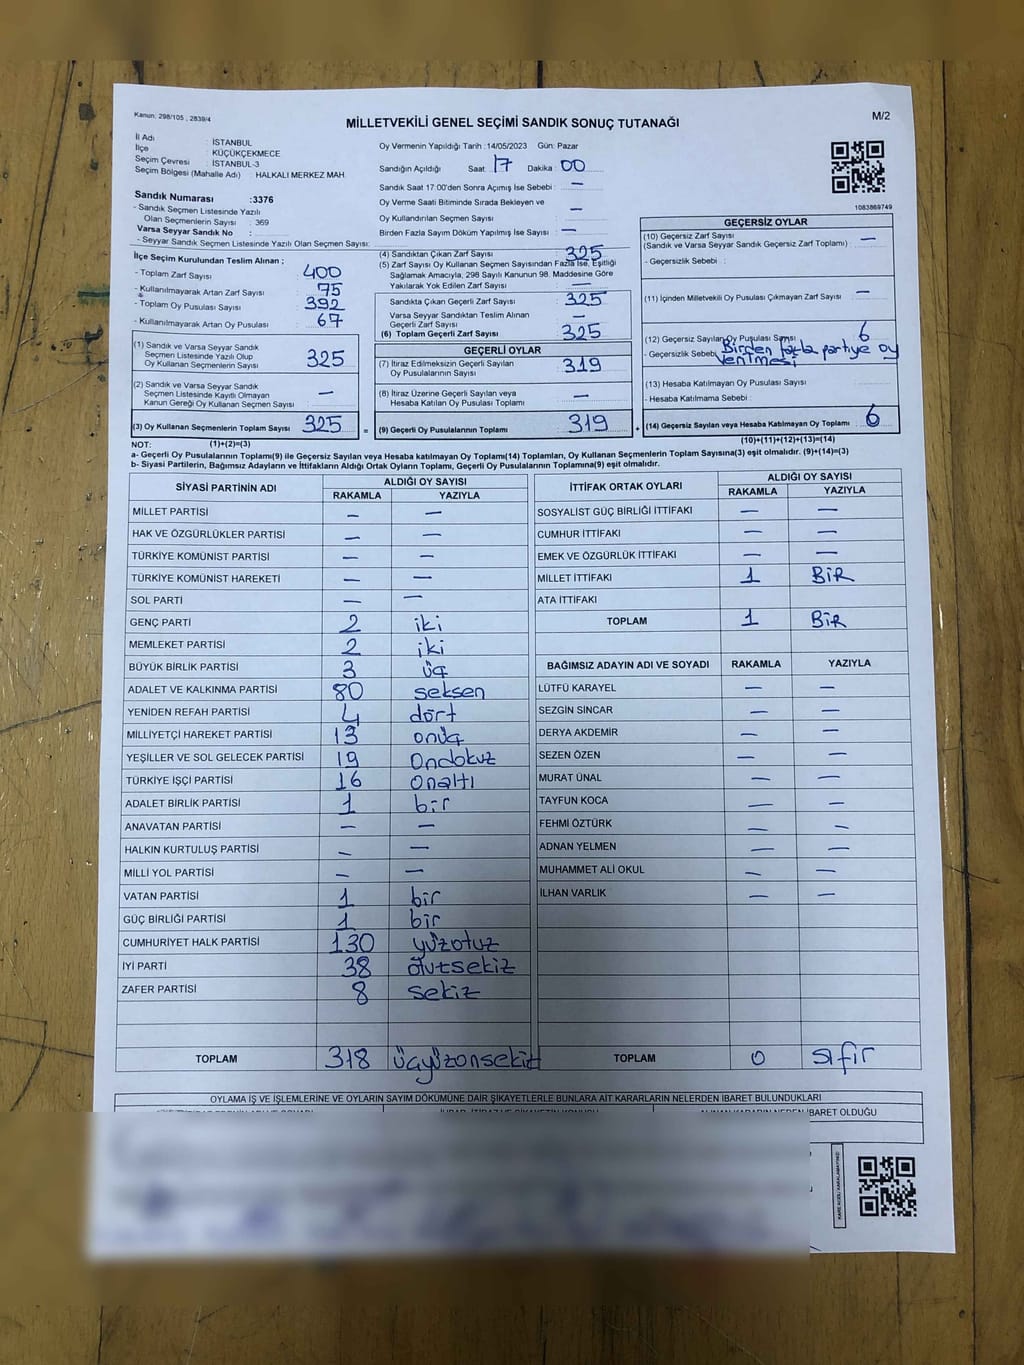 Kanun: 298/105 , 2839/4
MİLLETVEKİLİ GENEL SEÇİMİ SANDIK SONUÇ TUTANAĞI
M/2
İl Adı : İSTANBUL
İlçe : KÜÇÜKÇEKMECE
Seçim Çevresi : İSTANBUL-3
Seçim Bölgesi (Mahalle Adı) HALKALI MERKEZ MAH.
Oy Vermenin Yapıldığı Tarih : 14/05/2023 Gün: Pazar
Sandığın Açıldığı Saat : 17 Dakika : 00
Sandık Saat 17:00'den Sonra Açımış İse Sebebi : —
Oy Verme Saati Bitiminde Sırada Bekleyen ve
Oy Kullandırılan Seçmen Sayısı : —
Birden Fazla Sayım Döküm Yapılmış İse Sayısı : —
1083869749
Sandık Numarası :3376
- Sandık Seçmen Listesinde Yazılı
Olan Seçmenlerin Sayısı : 369
Varsa Seyyar Sandık No :
- Seyyar Sandık Seçmen Listesinde Yazılı Olan Seçmen Sayısı:
İlçe Seçim Kurulundan Teslim Alınan ;
- Toplam Zarf Sayısı : 400
- Kullanılmayarak Artan Zarf Sayısı : 75
- Toplam Oy Pusulası Sayısı : 392
- Kullanılmayarak Artan Oy Pusulası : 67
(1) Sandık ve Varsa Seyyar Sandık
Seçmen Listesinde Yazılı Olup
Oy Kullanan Seçmenlerin Sayısı : 325
(2) Sandık ve Varsa Seyyar Sandık
Seçmen Listesinde Kayıtlı Olmayan
Kanun Gereği Oy Kullanan Seçmen Sayısı : —
(3) Oy Kullanan Seçmenlerin Toplam Sayısı : 325
(4) Sandıktan Çıkan Zarf Sayısı : 325
(5) Zarf Sayısı Oy Kullanan Seçmen Sayısından Fazla İse, Eşitliği
Sağlamak Amacıyla, 298 Sayılı Kanunun 98. Maddesine Göre
Yakılarak Yok Edilen Zarf Sayısı : —
Sandıkta Çıkan Geçerli Zarf Sayısı : 325
Varsa Seyyar Sandıktan Teslim Alınan
Geçerli Zarf Sayısı : —
(6) Toplam Geçerli Zarf Sayısı : 325
GEÇERLİ OYLAR
(7) İtiraz Edilmeksizin Geçerli Sayılan
Oy Pusulalarının Sayısı : 319
(8) İtiraz Üzerine Geçerli Sayılan veya
Hesaba Katılan Oy Pusulası Toplamı : —
= (9) Geçerli Oy Pusulalarının Toplamı : 319
GEÇERSİZ OYLAR
(10) Geçersiz Zarf Sayısı : —
(Sandık ve Varsa Seyyar Sandık Geçersiz Zarf Toplamı)
- Geçersizlik Sebebi :
(11) İçinden Milletvekili Oy Pusulası Çıkmayan Zarf Sayısı : —
(12) Geçersiz Sayılan Oy Pusulası Sayısı : 6
- Geçersizlik Sebebi Birden fazla partiye oy
verilmesi
(13) Hesaba Katılmayan Oy Pusulası Sayısı :
- Hesaba Katılmama Sebebi :
+ (14) Geçersiz Sayılan veya Hesaba Katılmayan Oy Toplamı : 6
NOT: (1)+(2)=(3) (10)+(11)+(12)+(13)=(14)
a- Geçerli Oy Pusulalarının Toplamı(9) ile Geçersiz Sayılan veya Hesaba katılmayan Oy Toplamı(14) Toplamları, Oy Kullanan Seçmenlerin Toplam Sayısına(3) eşit olmalıdır. (9)+(14)=(3)
b- Siyasi Partilerin, Bağımsız Adayların ve İttifakların Aldığı Ortak Oyların Toplamı, Geçerli Oy Pusulalarının Toplamına(9) eşit olmalıdır.
SİYASİ PARTİNİN ADI ALDIĞI OY SAYISI
RAKAMLA YAZIYLA
MİLLET PARTİSİ — —
HAK VE ÖZGÜRLÜKLER PARTİSİ — —
TÜRKİYE KOMÜNİST PARTİSİ — —
TÜRKİYE KOMÜNİST HAREKETİ — —
SOL PARTİ — —
GENÇ PARTİ 2 iki
MEMLEKET PARTİSİ 2 iki
BÜYÜK BİRLİK PARTİSİ 3 üç
ADALET VE KALKINMA PARTİSİ 80 seksen
YENİDEN REFAH PARTİSİ 4 dört
MİLLİYETÇİ HAREKET PARTİSİ 13 onüç
YEŞİLLER VE SOL GELECEK PARTİSİ 19 ondokuz
TÜRKİYE İŞÇİ PARTİSİ 16 onaltı
ADALET BİRLİK PARTİSİ 1 bir
ANAVATAN PARTİSİ — —
HALKIN KURTULUŞ PARTİSİ — —
MİLLİ YOL PARTİSİ — —
VATAN PARTİSİ 1 bir
GÜÇ BİRLİĞİ PARTİSİ 1 bir
CUMHURİYET HALK PARTİSİ 130 yüzotuz
İYİ PARTİ 38 otuzsekiz
ZAFER PARTİSİ 8 sekiz
TOPLAM 318 üçyüzonsekiz
İTTİFAK ORTAK OYLARI ALDIĞI OY SAYISI
RAKAMLA YAZIYLA
SOSYALİST GÜÇ BİRLİĞİ İTTİFAKI — —
CUMHUR İTTİFAKI — —
EMEK VE ÖZGÜRLÜK İTTİFAKI — —
MİLLET İTTİFAKI 1 BİR
ATA İTTİFAKI
TOPLAM 1 BİR
BAĞIMSIZ ADAYIN ADI VE SOYADI RAKAMLA YAZIYLA
LÜTFÜ KARAYEL — —
SEZGİN SİNCAR — —
DERYA AKDEMİR — —
SEZEN ÖZEN — —
MURAT ÜNAL — —
TAYFUN KOCA — —
FEHMİ ÖZTÜRK — —
ADNAN YELMEN — —
MUHAMMET ALİ OKUL — —
İLHAN VARLIK — —
TOPLAM 0 sıfır
OYLAMA İŞ VE İŞLEMLERİNE VE OYLARIN SAYIM DÖKÜMÜNE DAİR ŞİKAYETLERLE BUNLARA AİT KARARLARIN NELERDEN İBARET BULUNDUKLARI
İBARET OLDUĞU